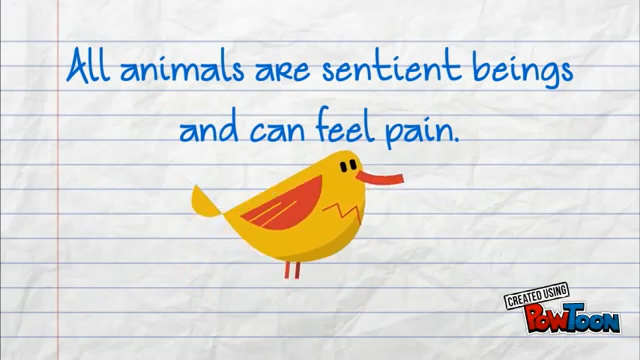 All animals are sentient beings
and can feel pain.
CREATED USING
POWTOON